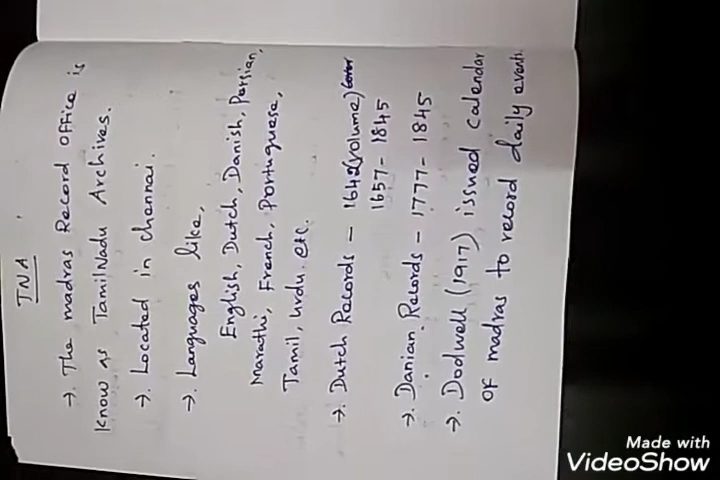 TNA
→ The madras Record office is
know as TamilNadu Archives.
→ Located in chennai.
→ Languages like,
English, Dutch, Danish, Persian,
Marathi, French, Portuguese,
Tamil, urdu. etc.
→ Dutch Records - 1642(volume)
1657-1845
→ Danian. Records - 1777-1845
→ Dodwell (1917) issued calendar
of madras to record daily event.
Made with
VideoShow